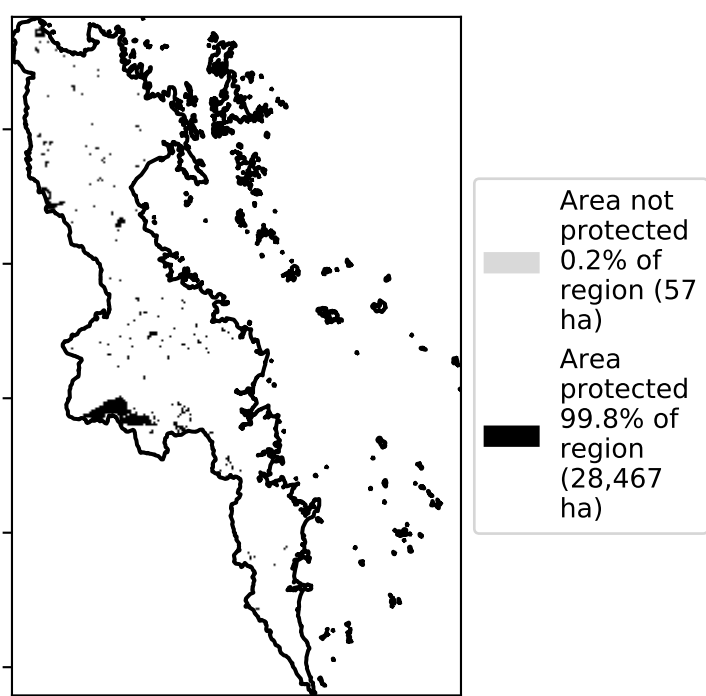 Area not
protected
0.2% of
region (57
ha)
Area
protected
99.8% of
region
(28,467
ha)